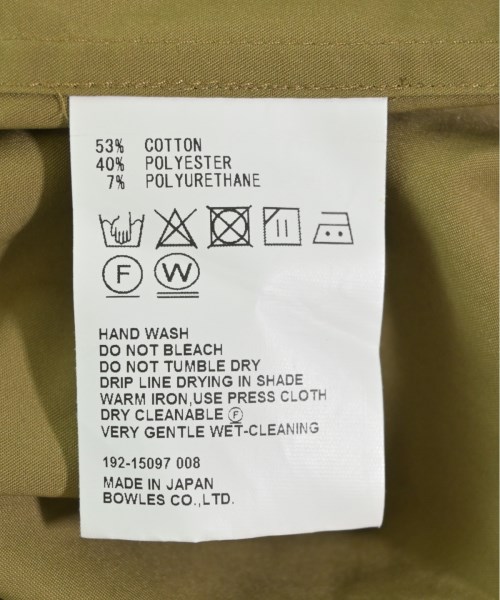 53% COTTON
40% POLYESTER
7% POLYURETHANE
F W
HAND WASH
DO NOT BLEACH
DO NOT TUMBLE DRY
DRIP LINE DRYING IN SHADE
WARM IRON,USE PRESS CLOTH
DRY CLEANABLE Ⓕ
VERY GENTLE WET-CLEANING
192-15097 008
MADE IN JAPAN
BOWLES CO.,LTD.